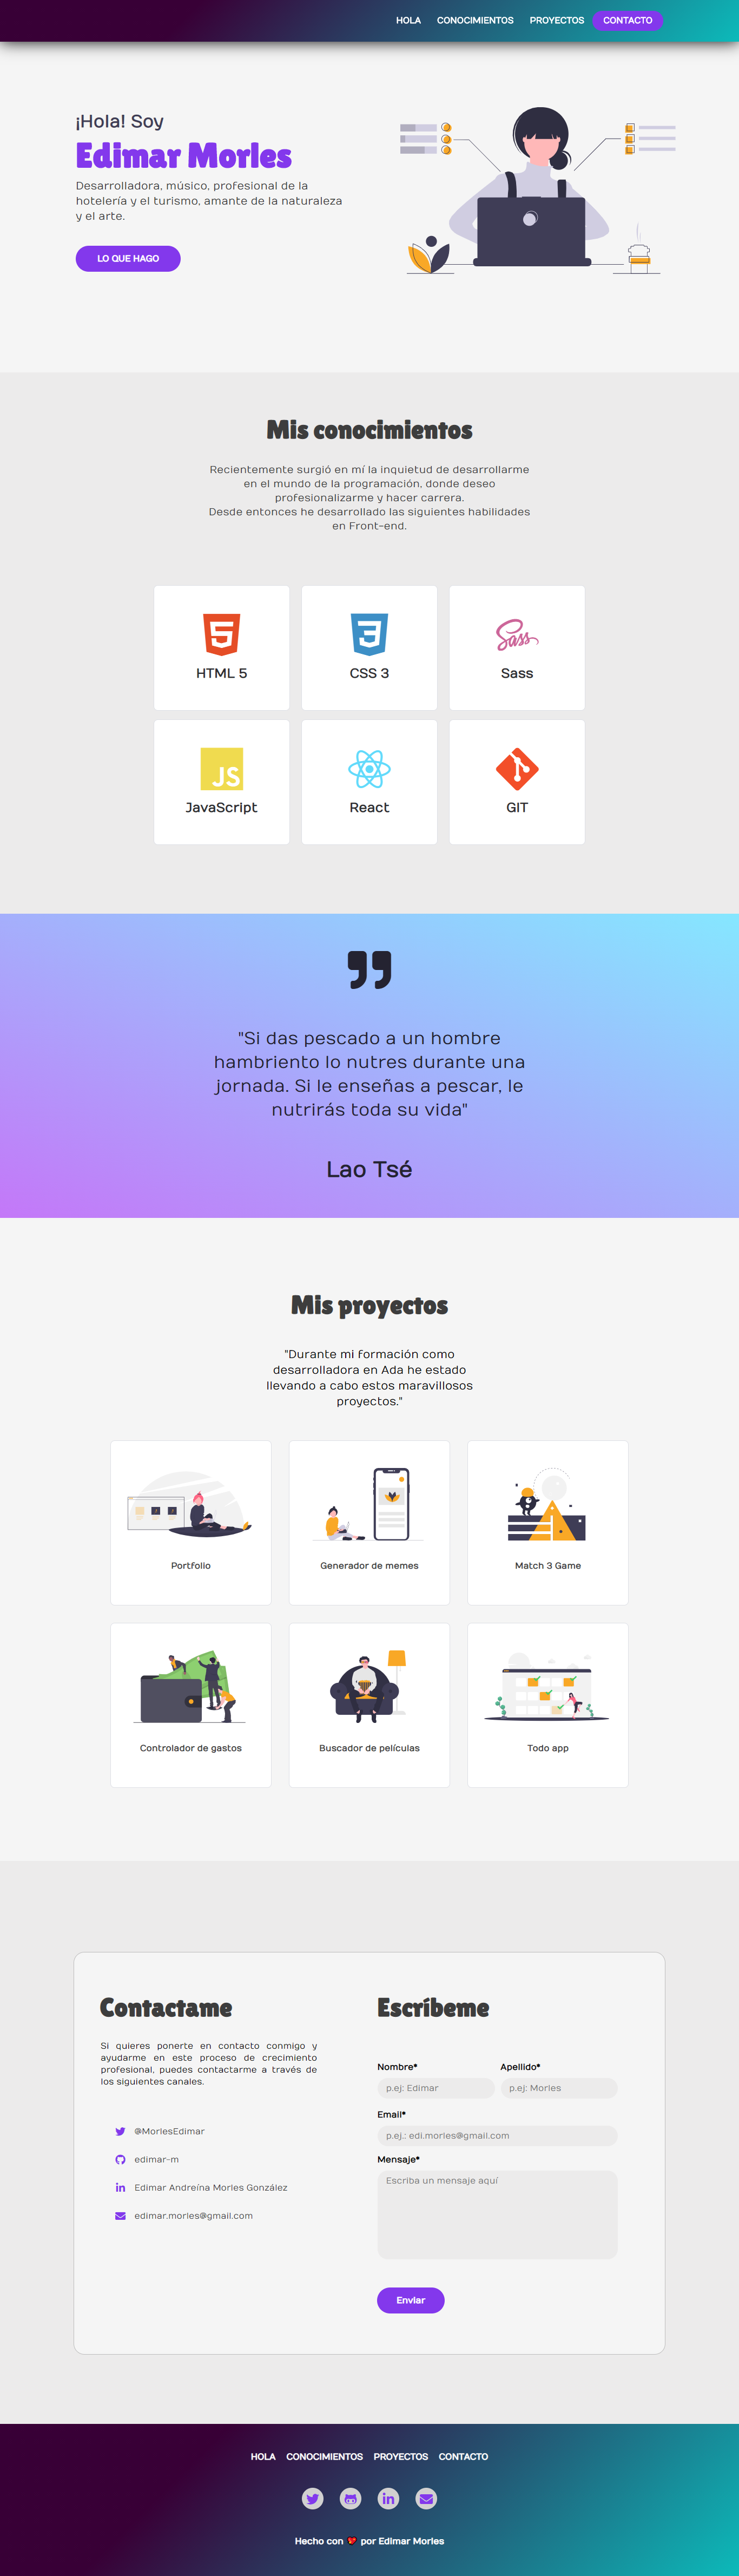 HOLA CONOCIMIENTOS PROYECTOS CONTACTO
¡Hola! Soy
Edimar Morles
Desarrolladora, músico, profesional de la
hotelería y el turismo, amante de la naturaleza
y el arte.
LO QUE HAGO
Mis conocimientos
Recientemente surgió en mí la inquietud de desarrollarme
en el mundo de la programación, donde deseo
profesionalizarme y hacer carrera.
Desde entonces he desarrollado las siguientes habilidades
en Front-end.
HTML 5
CSS 3
Sass
Sass
JS
JavaScript
React
GIT
"Si das pescado a un hombre
hambriento lo nutres durante una
jornada. Si le enseñas a pescar, le
nutrirás toda su vida"
Lao Tsé
Mis proyectos
"Durante mi formación como
desarrolladora en Ada he estado
llevando a cabo estos maravillosos
proyectos."
Portfolio
Generador de memes
Match 3 Game
Controlador de gastos
Buscador de películas
Todo app
Contactame
Si quieres ponerte en contacto conmigo y
ayudarme en este proceso de crecimiento
profesional, puedes contactarme a través de
los siguientes canales.
@MorlesEdimar
edimar-m
Edimar Andreína Morles González
edimar.morles@gmail.com
Escríbeme
Nombre* Apellido*
p.ej: Edimar p.ej: Morles
Email*
p.ej.: edi.morles@gmail.com
Mensaje*
Escriba un mensaje aquí
Enviar
HOLA CONOCIMIENTOS PROYECTOS CONTACTO
Hecho con por Edimar Morles